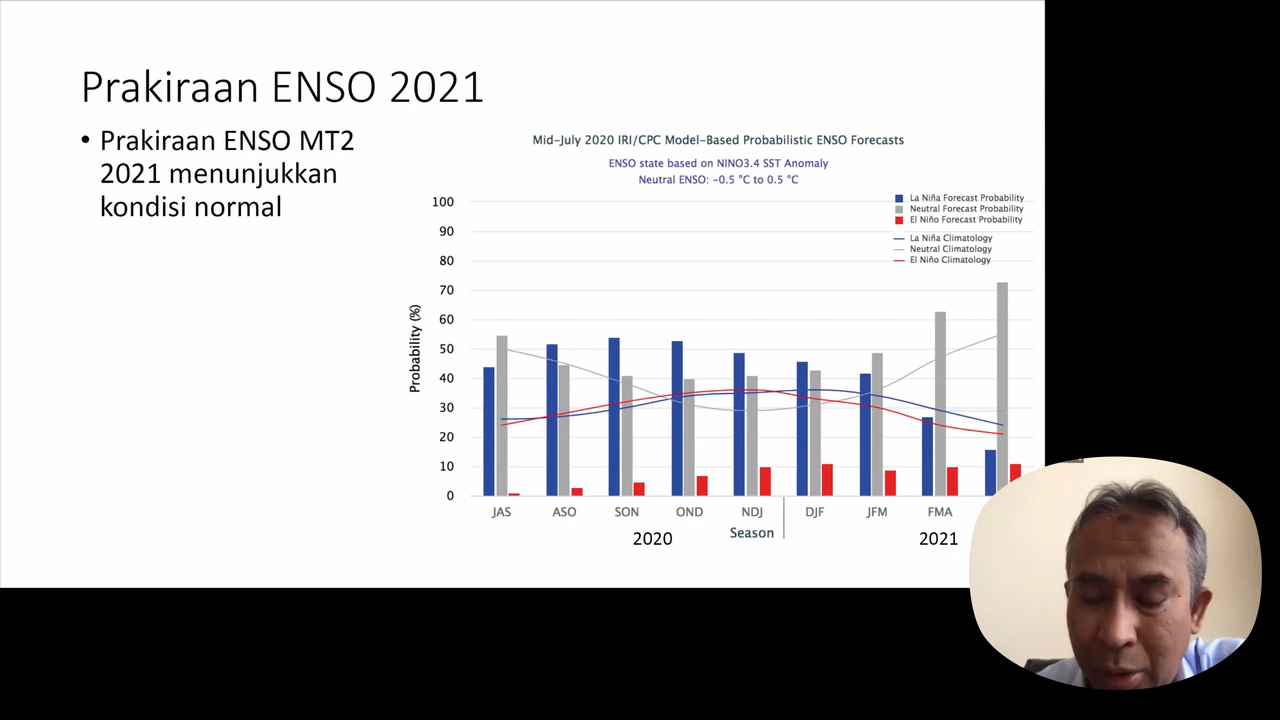 Prakiraan ENSO 2021
• Prakiraan ENSO MT2
2021 menunjukkan
kondisi normal
Mid-July 2020 IRI/CPC Model-Based Probabilistic ENSO Forecasts
ENSO state based on NINO3.4 SST Anomaly
Neutral ENSO: -0.5 °C to 0.5 °C
La Niña Forecast Probability
Neutral Forecast Probability
El Niño Forecast Probability
La Niña Climatology
Neutral Climatology
El Niño Climatology
Probability (%)
100
90
80
70
60
50
40
30
20
10
0
JAS ASO SON OND NDJ DJF JFM FMA
Season
2020 2021